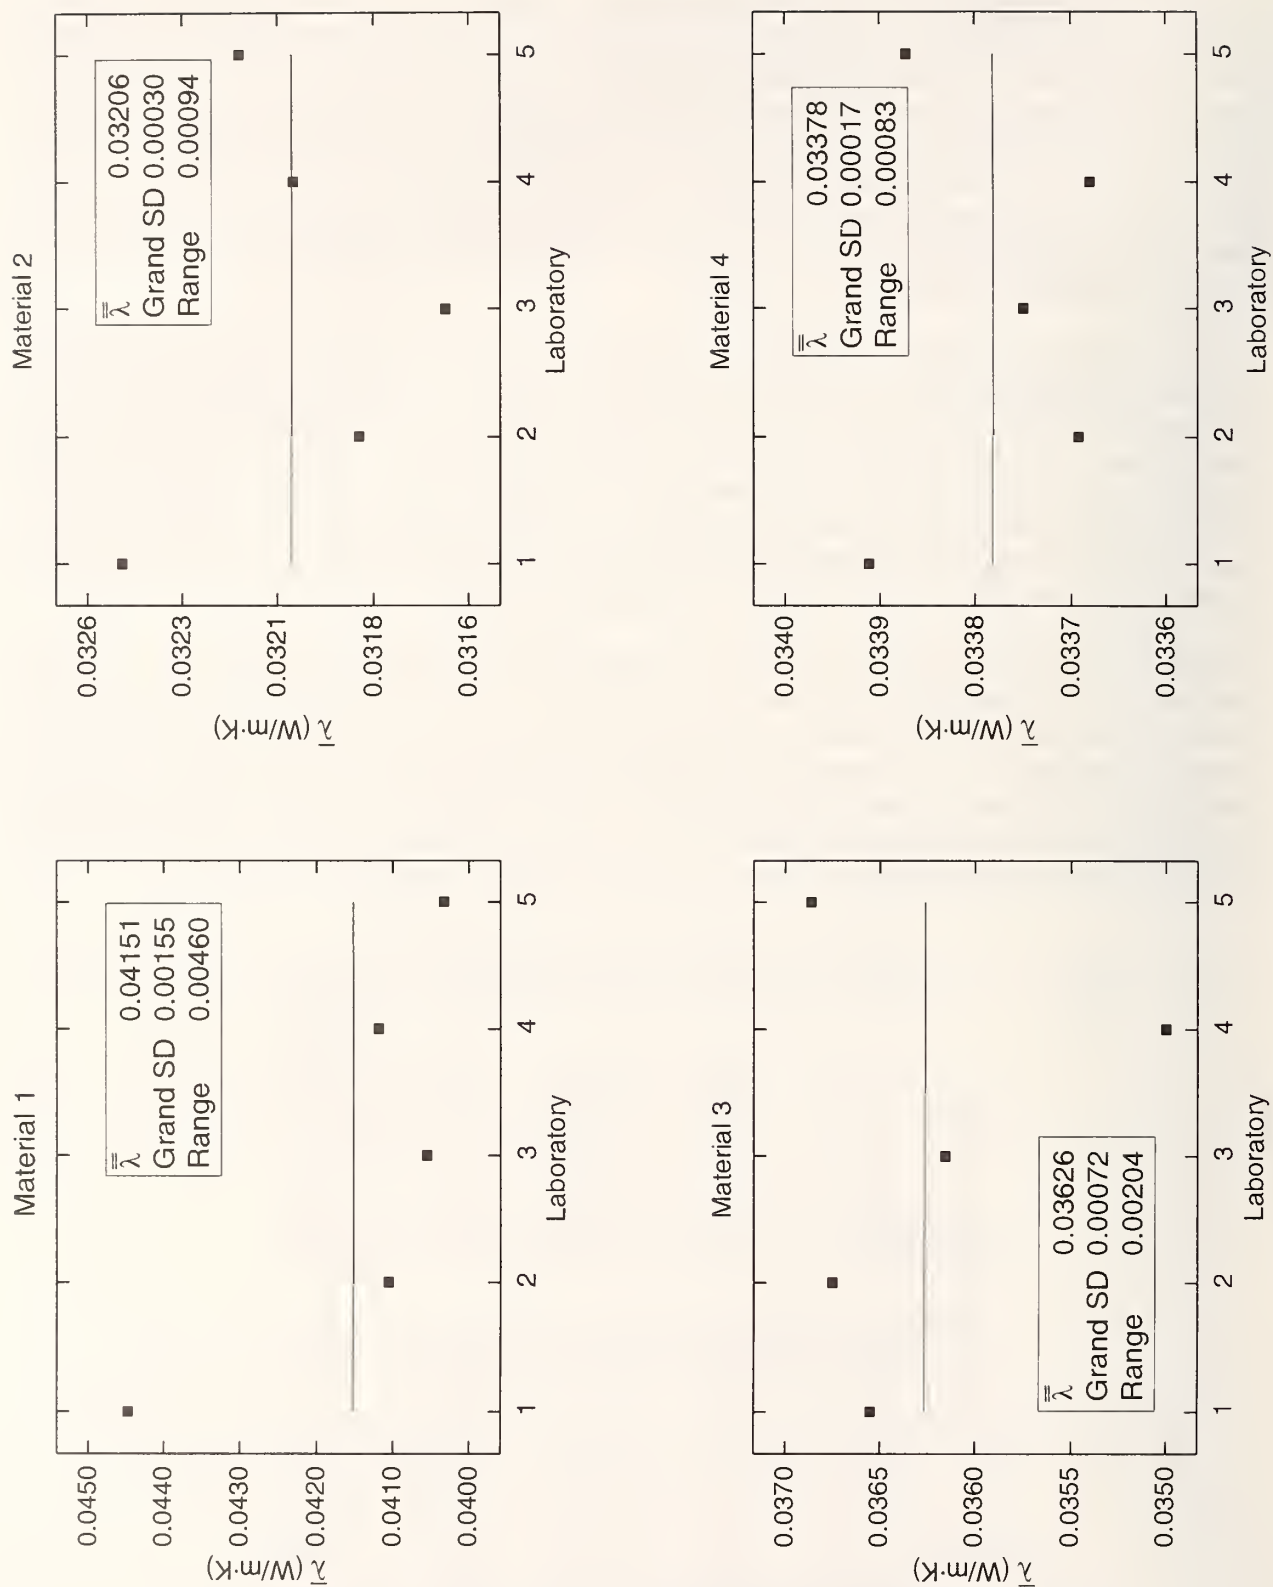 Material 1
λ̿ 0.04151
Grand SD 0.00155
Range 0.00460
0.0450
0.0440
0.0430
0.0420
0.0410
0.0400
λ̅ (W/m·K)
1 2 3 4 5
Laboratory
Material 2
λ̿ 0.03206
Grand SD 0.00030
Range 0.00094
0.0326
0.0323
0.0321
0.0318
0.0316
λ̅ (W/m·K)
1 2 3 4 5
Laboratory
Material 3
0.0370
0.0365
0.0360
0.0355
0.0350
λ̅ (W/m·K)
λ̿ 0.03626
Grand SD 0.00072
Range 0.00204
1 2 3 4 5
Laboratory
Material 4
λ̿ 0.03378
Grand SD 0.00017
Range 0.00083
0.0340
0.0339
0.0338
0.0337
0.0336
λ̅ (W/m·K)
1 2 3 4 5
Laboratory